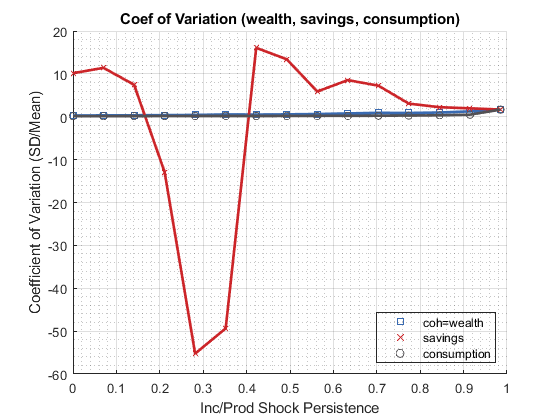 Coef of Variation (wealth, savings, consumption)
20
10
0
-10
-20
-30
-40
-50
-60
Coefficient of Variation (SD/Mean)
coh=wealth
savings
consumption
0 0.1 0.2 0.3 0.4 0.5 0.6 0.7 0.8 0.9 1
Inc/Prod Shock Persistence